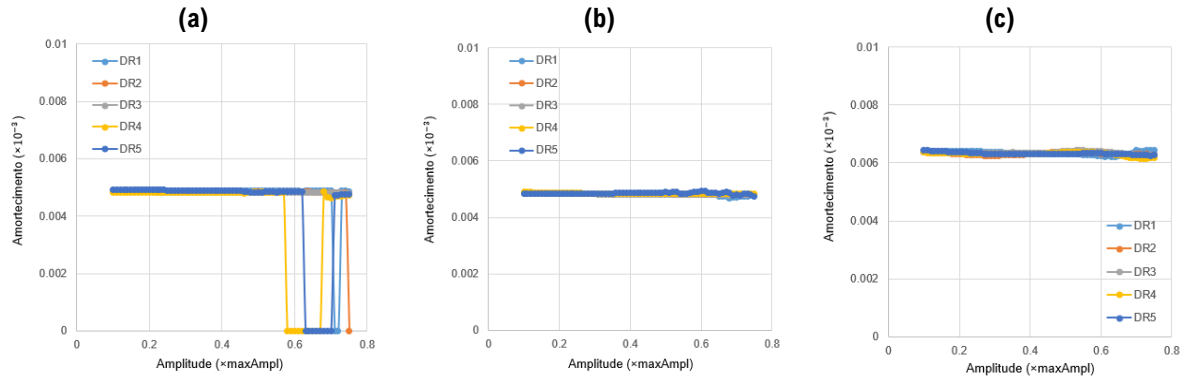 (a)
Amortecimento (×10⁻³)
0.01
0.008
0.006
0.004
0.002
0
0
0.2
0.4
0.6
0.8
Amplitude (×maxAmpl)
DR1
DR2
DR3
DR4
DR5
(b)
Amortecimento (×10⁻³)
0.01
0.008
0.006
0.004
0.002
0
0
0.2
0.4
0.6
0.8
Amplitude (×maxAmpl)
DR1
DR2
DR3
DR4
DR5
(c)
Amortecimento (×10⁻³)
0.01
0.008
0.006
0.004
0.002
0
0
0.2
0.4
0.6
0.8
Amplitude (×maxAmpl)
DR1
DR2
DR3
DR4
DR5